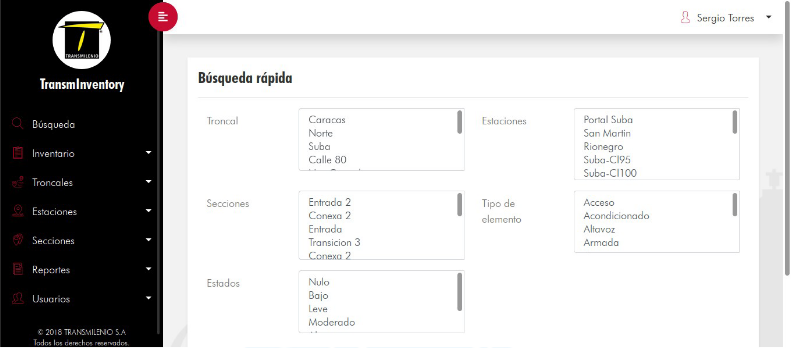 Sergio Torres
TRANSMILENIO
TransmInventory
Búsqueda
Inventario
Troncales
Estaciones
Secciones
Reportes
Usuarios
© 2018 TRANSMILENIO S.A
Todos los derechos reservados.
Búsqueda rápida
Troncal
Caracas
Norte
Suba
Calle 80
Estaciones
Portal Suba
San Martin
Rionegro
Suba-Cl95
Suba-Cl100
Secciones
Entrada 2
Conexa 2
Entrada
Transicion 3
Conexa 2
Tipo de
elemento
Acceso
Acondicionado
Altavoz
Armada
Estados
Nulo
Bajo
Leve
Moderado